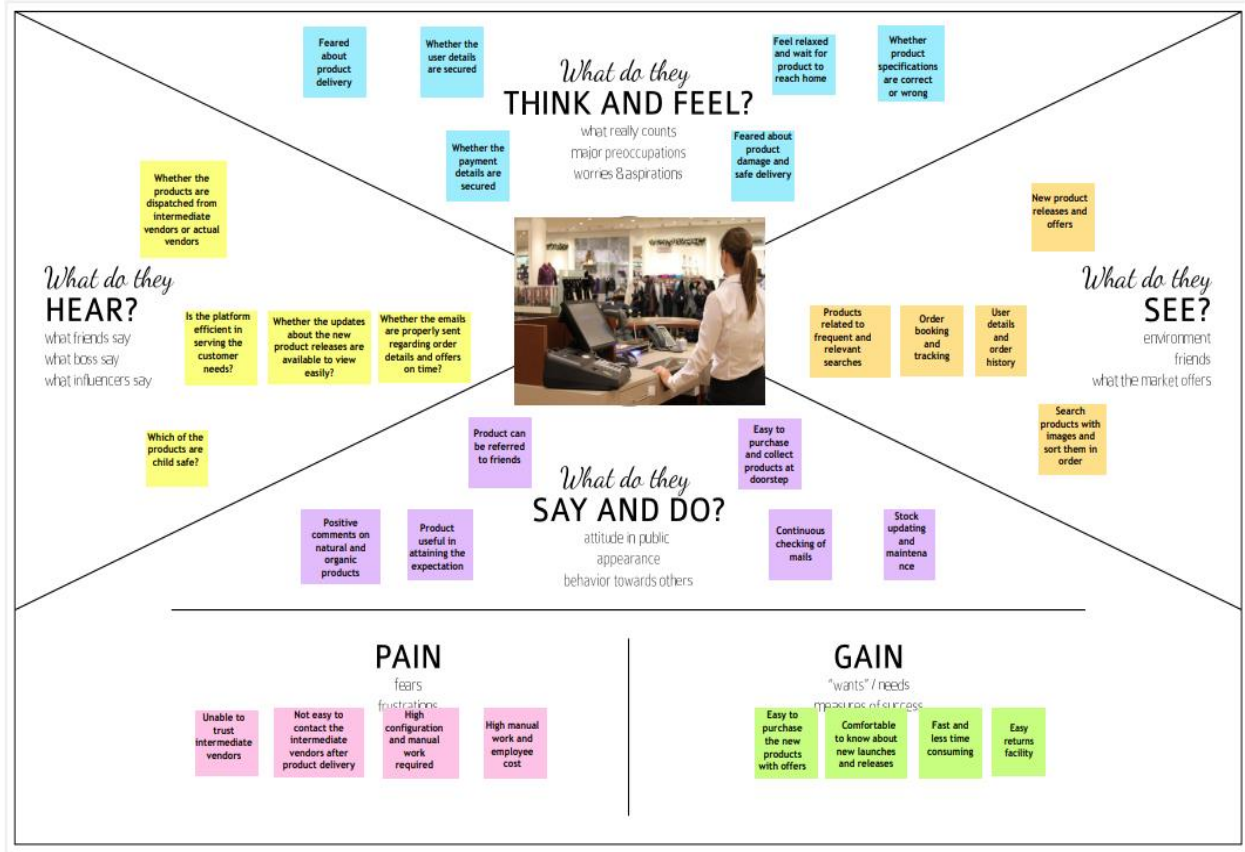 Feared
about
product
delivery
Whether the
user details
are secured
What do they
THINK AND FEEL?
what really counts
major preoccupations
worries & aspirations
Feel relaxed
and wait for
product to
reach home
Whether
product
specifications
are correct
or wrong
Whether the
payment
details are
secured
Feared about
product
damage and
safe delivery
Whether the
products are
dispatched from
intermediate
vendors or actual
vendors
What do they
HEAR?
what friends say
what boss say
what influencers say
Is the platform
efficient in
serving the
customer
needs?
Whether the updates
about the new
product releases are
available to view
easily?
Whether the emails
are properly sent
regarding order
details and offers
on time?
Which of the
products are
child safe?
New product
releases and
offers
What do they
SEE?
environment
friends
what the market offers
Products
related to
frequent and
relevant
searches
Order
booking
and
tracking
User
details
and
order
history
Search
products with
images and
sort them in
order
Product can
be referred
to friends
What do they
SAY AND DO?
attitude in public
appearance
behavior towards others
Easy to
purchase
and collect
products at
doorstep
Positive
comments on
natural and
organic
products
Product
useful in
attaining the
expectation
Continuous
checking of
mails
Stock
updating
and
maintena
nce
PAIN
fears
frustrations
Unable to
trust
intermediate
vendors
Not easy to
contact the
intermediate
vendors after
product delivery
High
configuration
and manual
work
required
High manual
work and
employee
cost
GAIN
"wants" / needs
measures of success
Easy to
purchase
the new
products
with offers
Comfortable
to know about
new launches
and releases
Fast and
less time
consuming
Easy
returns
facility